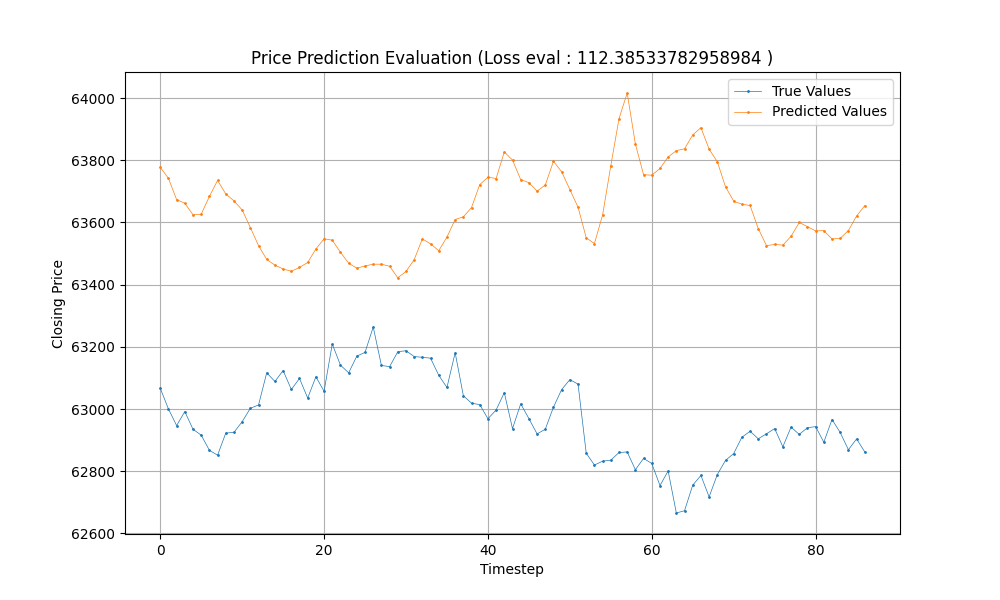 Price Prediction Evaluation (Loss eval : 112.38533782958984 )
True Values
Predicted Values
64000
63800
63600
63400
63200
63000
62800
62600
Closing Price
0 20 40 60 80
Timestep